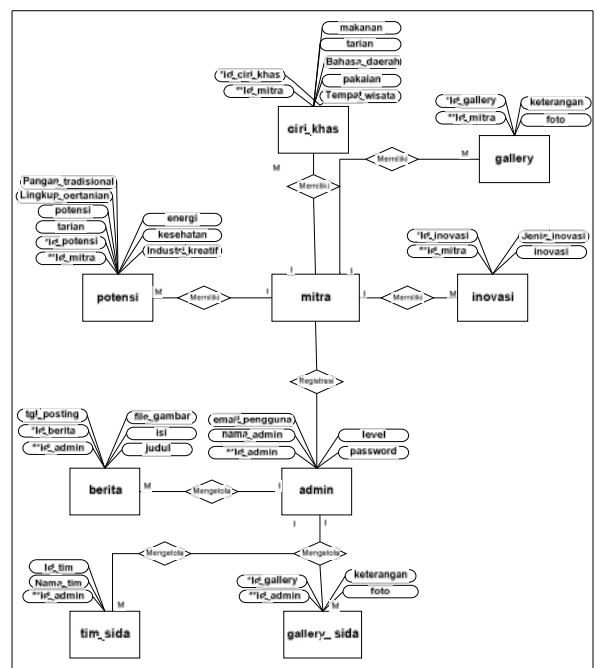 makanan
tarian
Bahasa_daerah
*Id_ciri_khas
pakaian
**Id_mitra
Tempat_wisata
ciri_khas
*Id_gallery
keterangan
**Id_mitra
foto
gallery
M
Memiliki
M
Memiliki
Pangan_tradisional
Lingkup_pertanian
potensi
tarian
*Id_potensi
**Id_mitra
energi
kesehatan
Industri_kreatif
*Id_inovasi
Jenis_inovasi
**Id_mitra
inovasi
I
I
potensi
M
Memiliki
I
mitra
I
Memiliki
M
inovasi
Registrasi
tgl_posting
file_gambar
*Id_berita
isi
**Id_admin
judul
email_pengguna
nama_admin
level
**Id_admin
password
berita
M
Mengelola
I
admin
I
I
Mengelola
Mengelola
Id_tim
Nama_tim
**Id_admin
*Id_gallery
keterangan
**Id_admin
foto
M
M
tim_sida
gallery_ sida